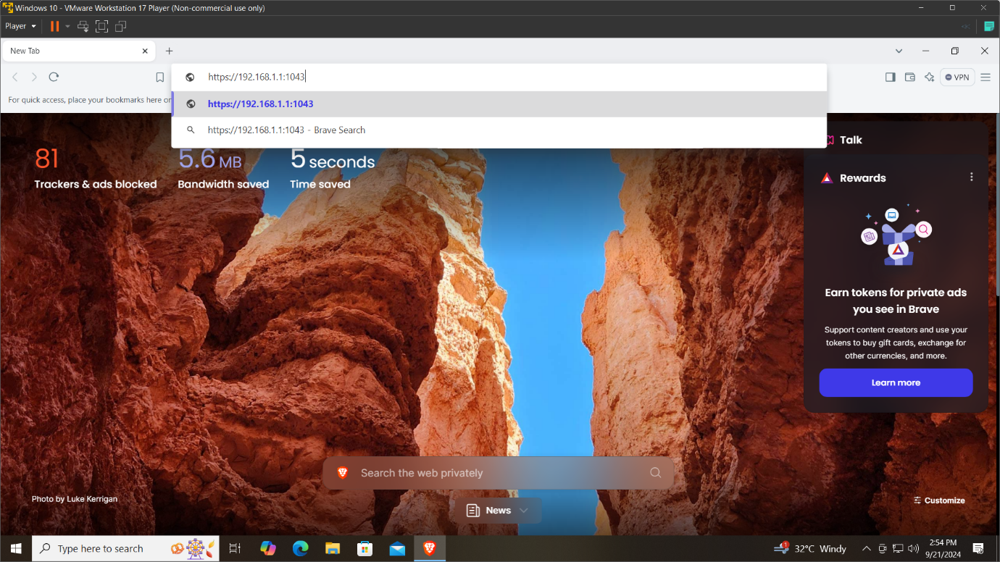 Windows 10 - VMware Workstation 17 Player (Non-commercial use only)
Player
New Tab
https://192.168.1.1:1043
VPN
For quick access, place your bookmarks here on
https://192.168.1.1:1043
https://192.168.1.1:1043 - Brave Search
81
Trackers & ads blocked
5.6 MB
Bandwidth saved
5 seconds
Time saved
Talk
Rewards
Earn tokens for private ads
you see in Brave
Support content creators and use your
tokens to buy gift cards, exchange for
other currencies, and more.
Learn more
Search the web privately
News
Photo by Luke Kerrigan
Customize
Type here to search
1
32°C Windy
2:54 PM
9/21/2024